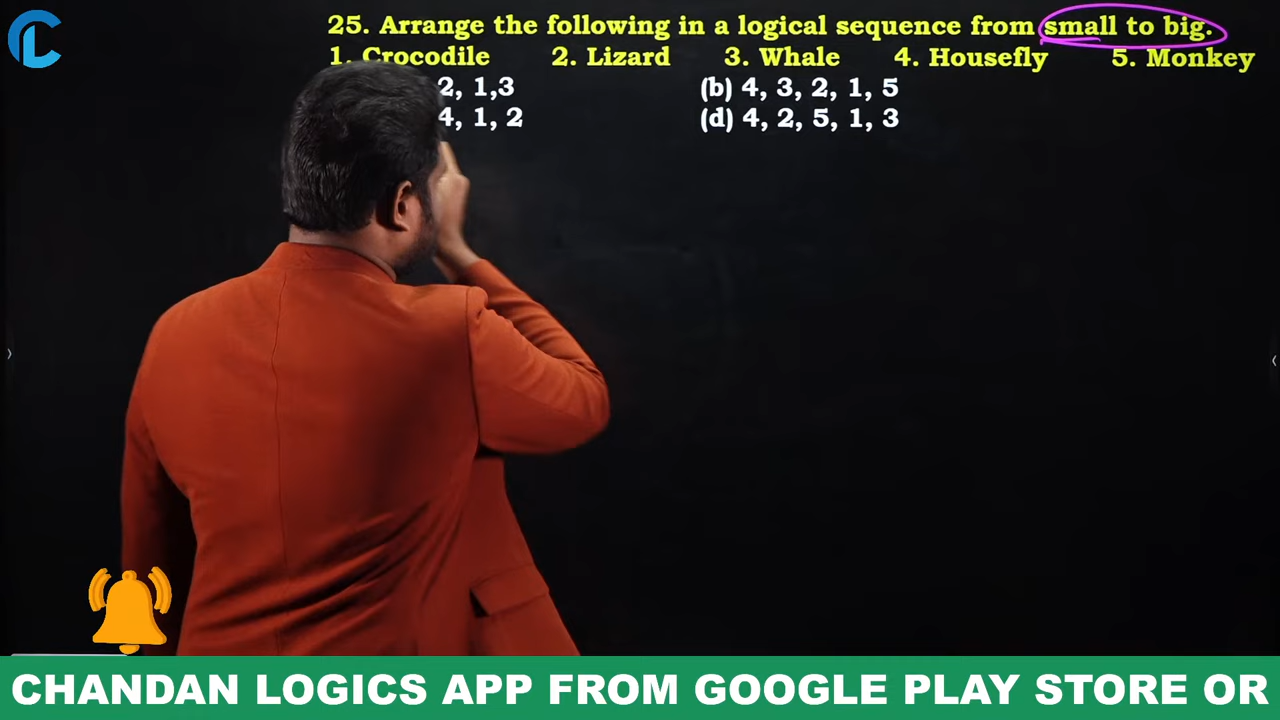 25. Arrange the following in a logical sequence from small to big.
1. Crocodile 2. Lizard 3. Whale 4. Housefly 5. Monkey
2, 1,3 (b) 4, 3, 2, 1, 5
4, 1, 2 (d) 4, 2, 5, 1, 3
CHANDAN LOGICS APP FROM GOOGLE PLAY STORE OR